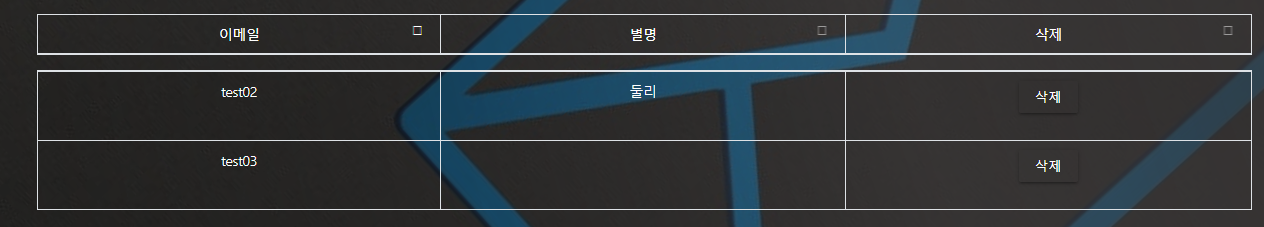 이메일 별명 삭제
test02 둘리 삭제
test03 삭제